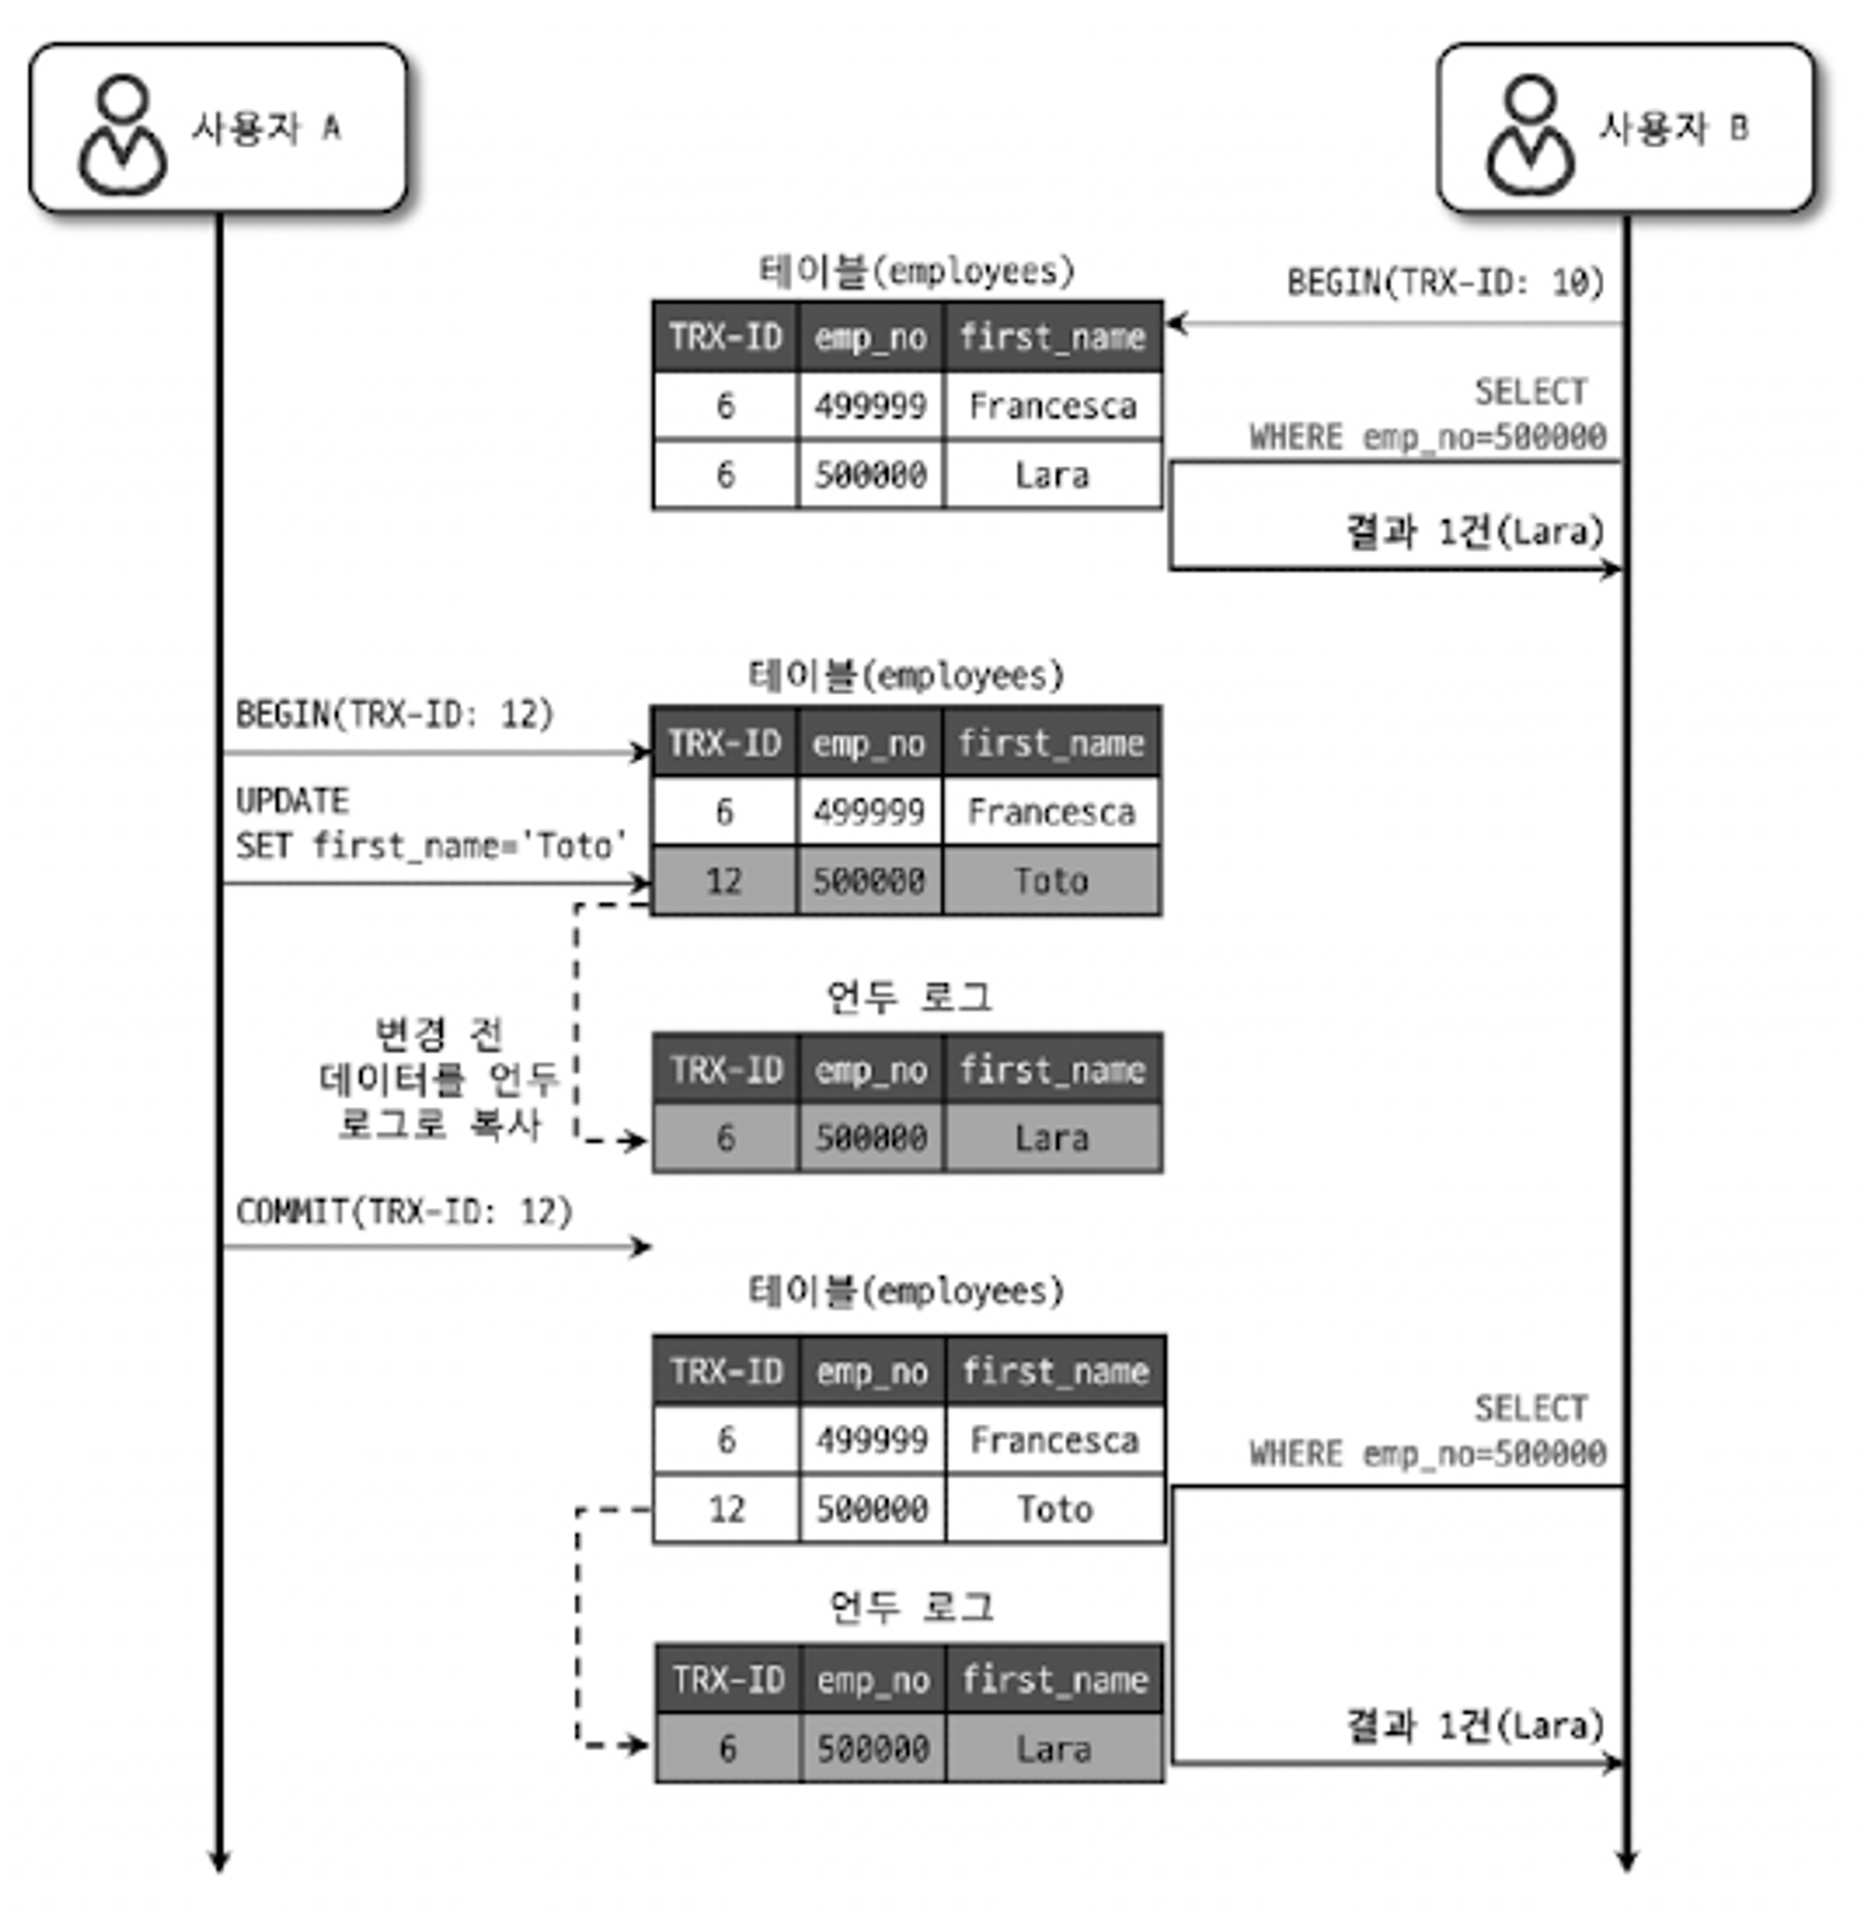 사용자 A
사용자 B
테이블(employees)
BEGIN(TRX-ID: 10)
TRX-ID emp_no first_name
6 499999 Francesca
6 500000 Lara
SELECT
WHERE emp_no=500000
결과 1건(Lara)
테이블(employees)
BEGIN(TRX-ID: 12)
UPDATE
SET first_name='Toto'
TRX-ID emp_no first_name
6 499999 Francesca
12 500000 Toto
변경 전
데이터를 언두
로그로 복사
언두 로그
TRX-ID emp_no first_name
6 500000 Lara
COMMIT(TRX-ID: 12)
테이블(employees)
TRX-ID emp_no first_name
6 499999 Francesca
12 500000 Toto
SELECT
WHERE emp_no=500000
언두 로그
TRX-ID emp_no first_name
6 500000 Lara
결과 1건(Lara)